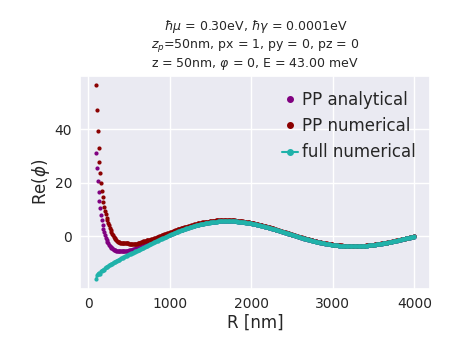 ℏμ = 0.30eV, ℏγ = 0.0001eV
z_p=50nm, px = 1, py = 0, pz = 0
z = 50nm, φ = 0, E = 43.00 meV
PP analytical
PP numerical
full numerical
Re(ϕ)
40
20
0
0 1000 2000 3000 4000
R [nm]